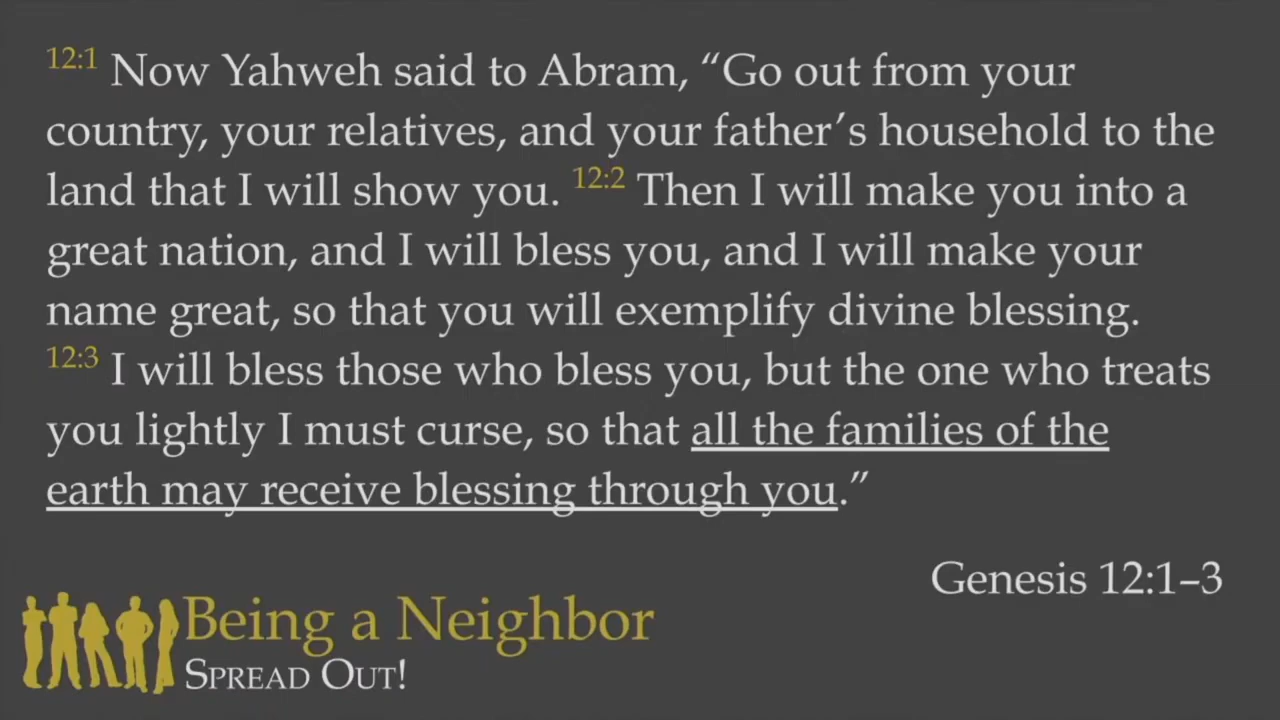 12:1 Now Yahweh said to Abram, “Go out from your
country, your relatives, and your father’s household to the
land that I will show you. 12:2 Then I will make you into a
great nation, and I will bless you, and I will make your
name great, so that you will exemplify divine blessing.
12:3 I will bless those who bless you, but the one who treats
you lightly I must curse, so that all the families of the
earth may receive blessing through you.”
Genesis 12:1–3
Being a Neighbor
SPREAD OUT!